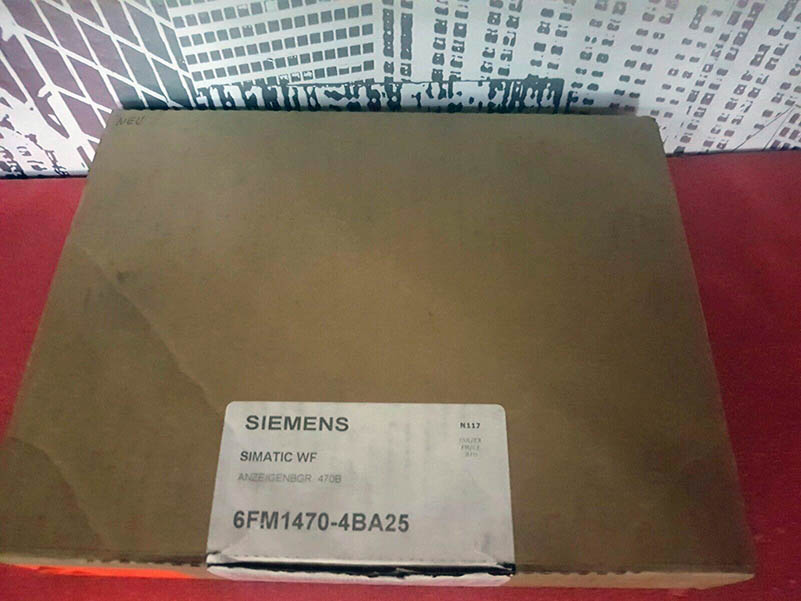 NEU
SIEMENS
N117
SIMATIC WF
ANZEIGENBGR 470B
6FM1470-4BA25